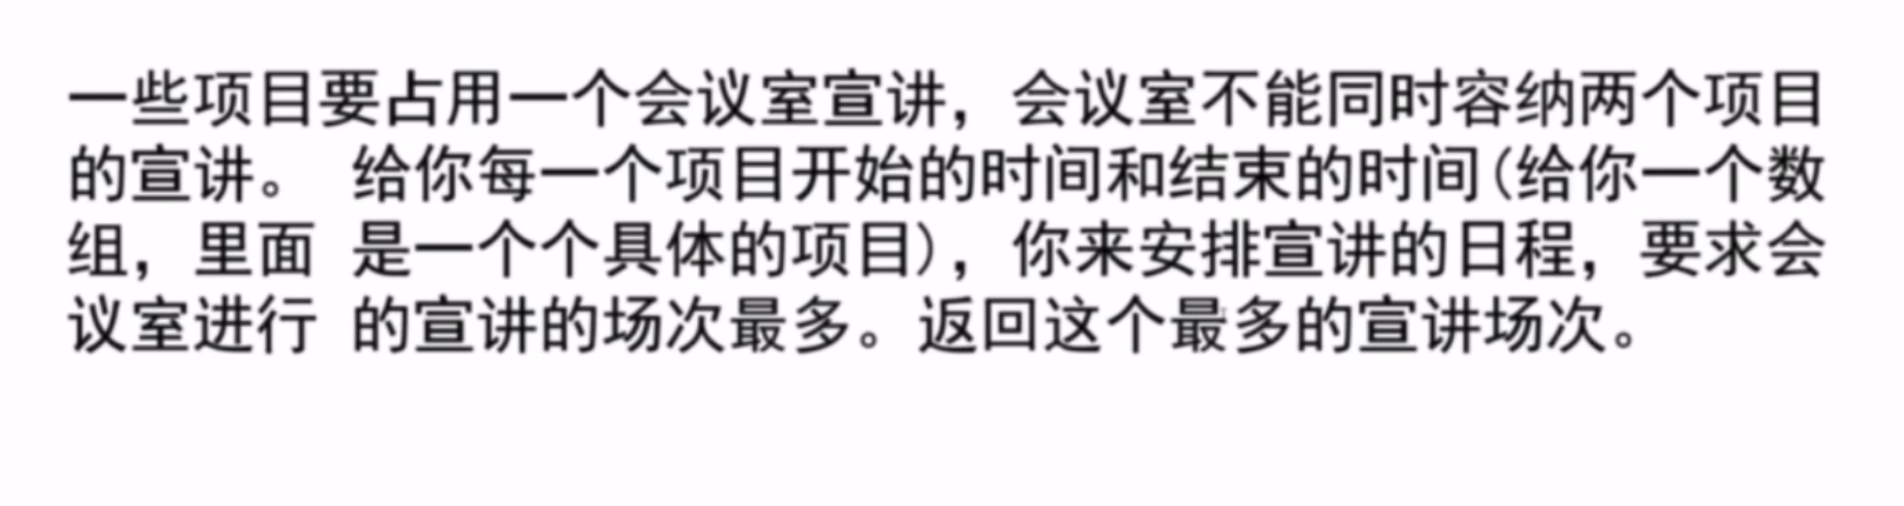 一些项目要占用一个会议室宣讲，会议室不能同时容纳两个项目
的宣讲。 给你每一个项目开始的时间和结束的时间(给你一个数
组，里面 是一个个具体的项目)，你来安排宣讲的日程，要求会
议室进行 的宣讲的场次最多。返回这个最多的宣讲场次。